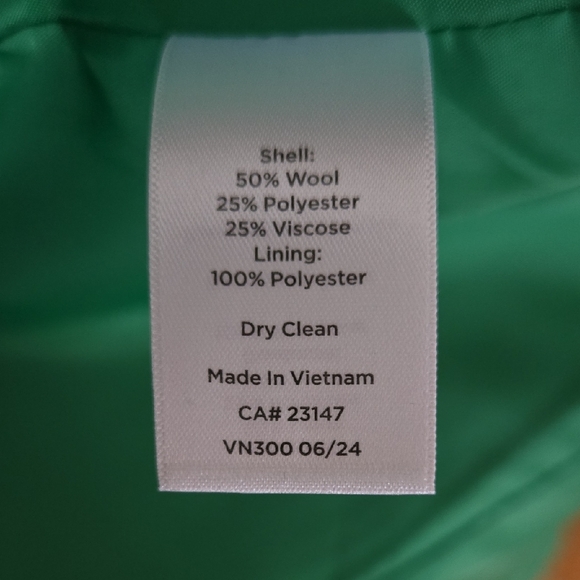 Shell:
50% Wool
25% Polyester
25% Viscose
Lining:
100% Polyester
Dry Clean
Made In Vietnam
CA# 23147
VN300 06/24